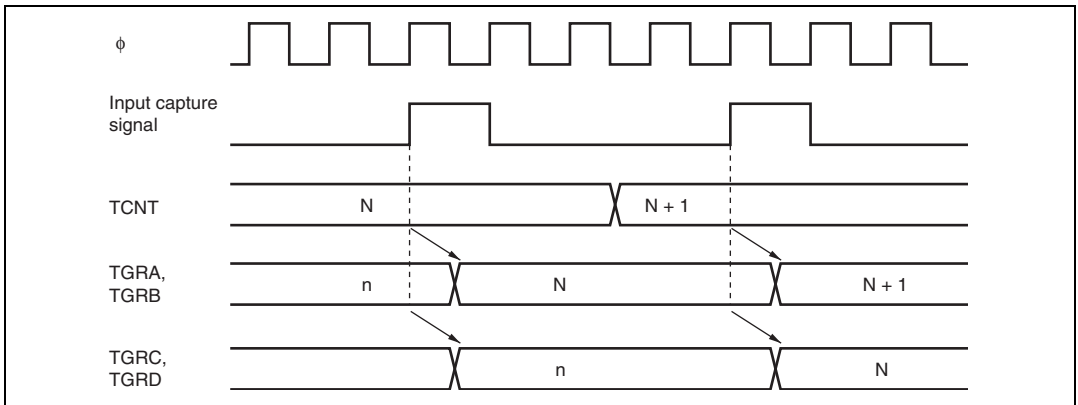 ϕ
Input capture
signal
TCNT
N
N + 1
TGRA,
TGRB
n
N
N + 1
TGRC,
TGRD
n
N